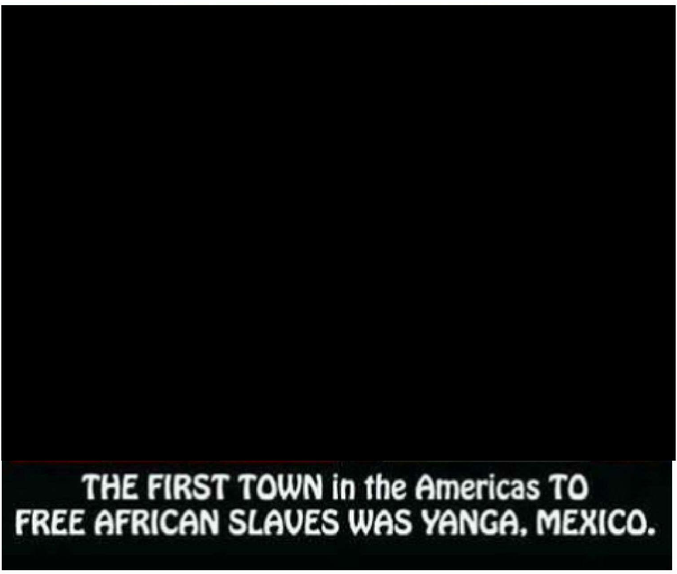 THE FIRST TOWN in the Americas TO
FREE AFRICAN SLAVES WAS YANGA, MEXICO.